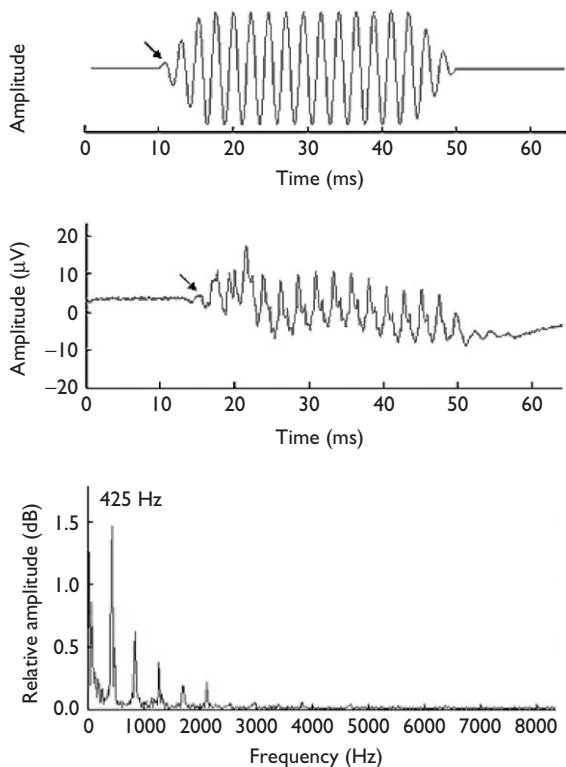 Amplitude
0 10 20 30 40 50 60
Time (ms)
Amplitude (μV)
20
10
0
−10
−20
0 10 20 30 40 50 60
Time (ms)
425 Hz
Relative amplitude (dB)
1.5
1.0
0.5
0.0
0 1000 2000 3000 4000 5000 6000 7000 8000
Frequency (Hz)